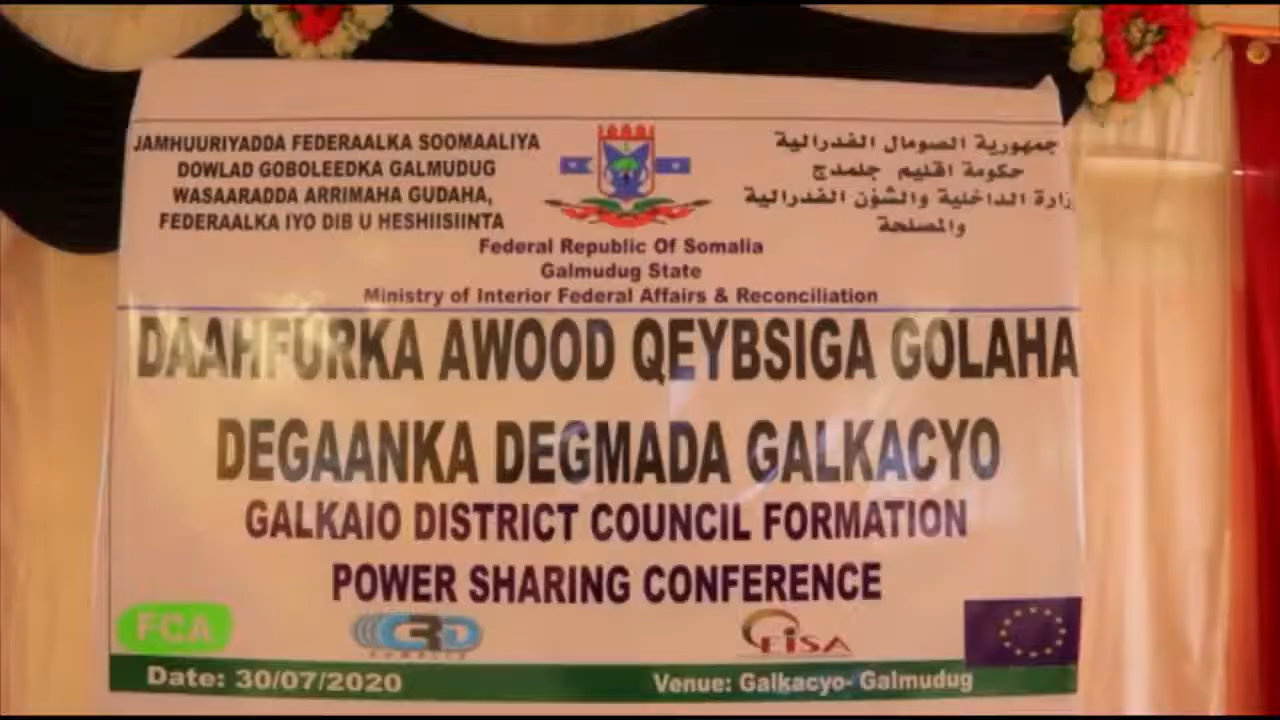 JAMHUURIYADDA FEDERAALKA SOOMAALIYA
DOWLAD GOBOLEEDKA GALMUDUG
WASAARADDA ARRIMAHA GUDAHA,
FEDERAALKA IYO DIB U HESHIISIINTA
جمهورية الصومال الفدرالية
حكومة اقليم جلمدج
وزارة الداخلية والشؤن الفدرالية
والمصلحة
Federal Republic Of Somalia
Galmudug State
Ministry of Interior Federal Affairs & Reconciliation
DAAHFURKA AWOOD QEYBSIGA GOLAHA
DEGAANKA DEGMADA GALKACYO
GALKAIO DISTRICT COUNCIL FORMATION
POWER SHARING CONFERENCE
FCA
CRD
SOMALIA
EISA
Date: 30/07/2020
Venue: Galkacyo- Galmudug